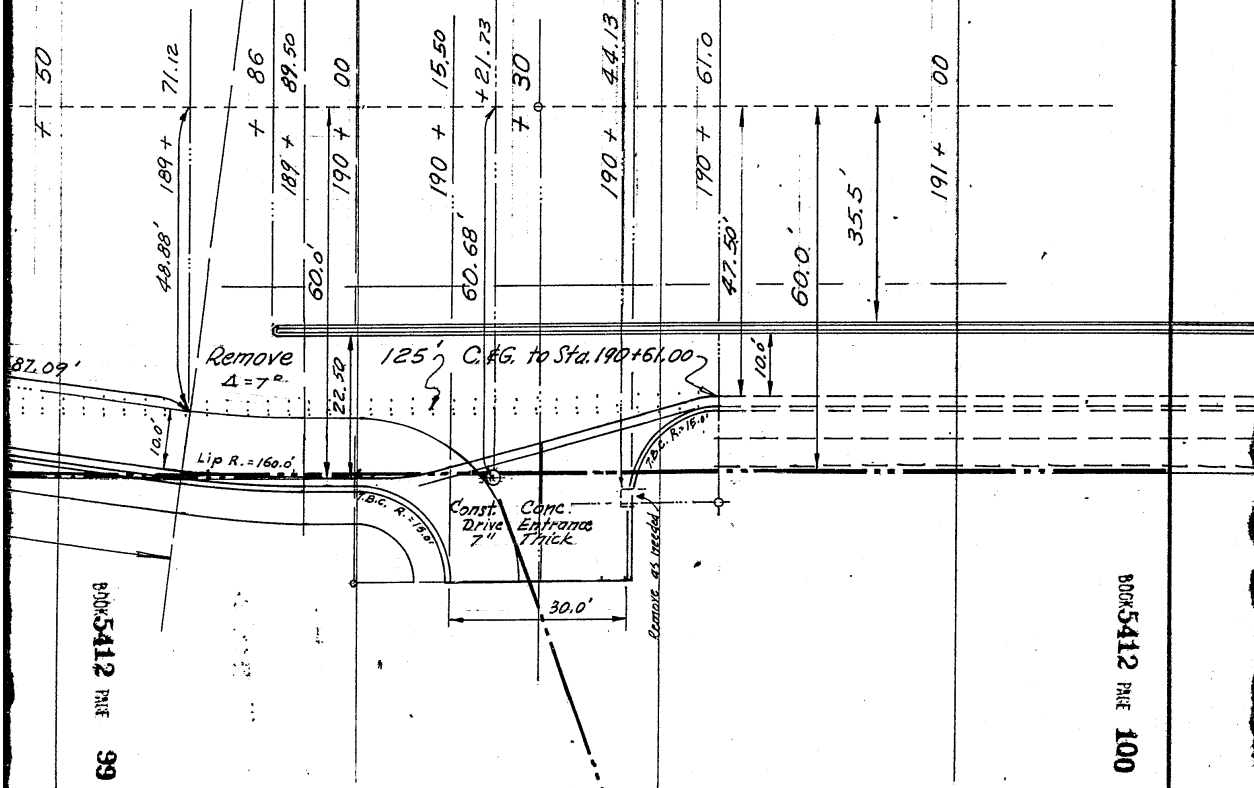 + 50
189 + 71.12
+ 86
189 + 89.50
190 + 00
190 + 15.50
+ 21.73
+ 30
190 + 44.13
190 + 61.0
191 + 00
48.88'
60.0'
60.68'
47.50'
60.0'
35.5'
87.09'
Remove 125' C.&G. to Sta. 190+61.00
Δ = 7°
22.50
10.0'
10.0'
Lip R. = 160.0'
T.B.C. R. = 15.0'
T.B.C. R. = 15.0'
Const. Conc.
Drive Entrance
7" Thick
Remove as needed
30.0'
BOOK 5412 PAGE 99
BOOK 5412 PAGE 100